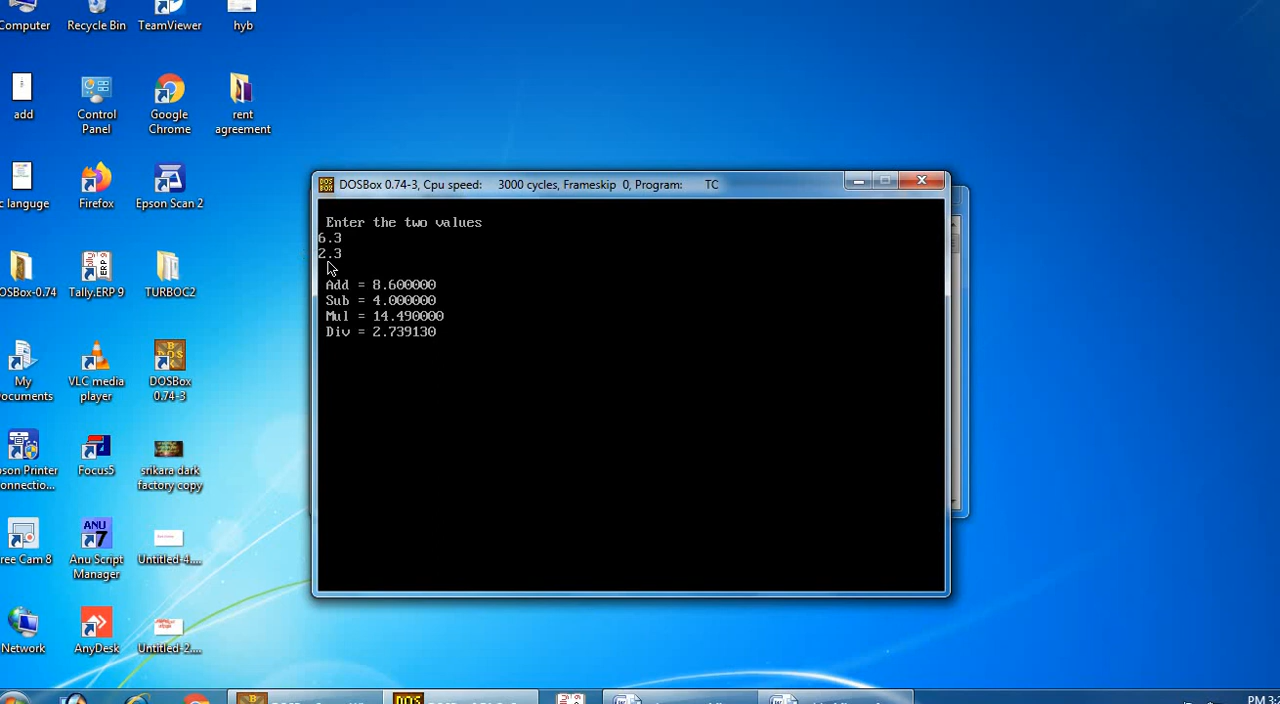 Computer
Recycle Bin
TeamViewer
hyb
add
Control
Panel
Google
Chrome
rent
agreement
DOSBox 0.74-3, Cpu speed: 3000 cycles, Frameskip 0, Program: TC
Enter the two values
6.3
2.3
Add = 8.600000
Sub = 4.000000
Mul = 14.490000
Div = 2.739130
c languge
Firefox
Epson Scan 2
OSBox-0.74
Tally.ERP 9
TURBOC2
My
ocuments
VLC media
player
DOSBox
0.74-3
son Printer
onnectio...
Focus5
srikara dark
factory copy
ree Cam 8
Anu Script
Manager
Untitled-4....
Network
AnyDesk
Untitled-2....